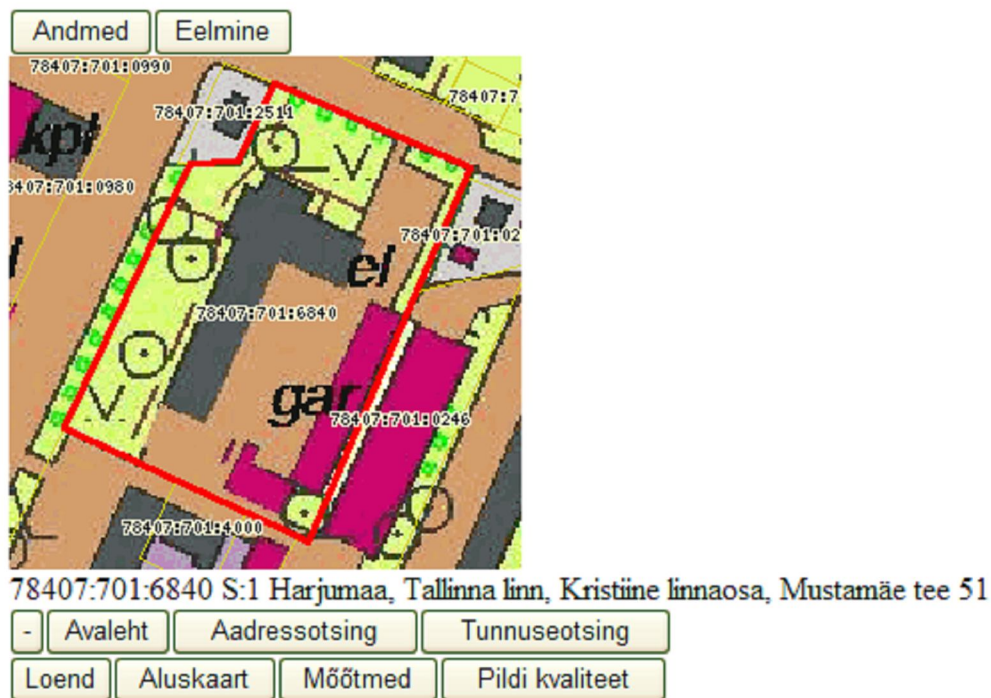 Andmed Eelmine
78407:701:0990
78407:7
78407:701:2511
kpl
8407:701:0980
78407:701:02
el
78407:701:6840
gar
78407:701:0246
78407:701:4000
78407:701:6840 S:1 Harjumaa, Tallinna linn, Kristiine linnaosa, Mustamäe tee 51
- Avaleht Aadressotsing Tunnuseotsing
Loend Aluskaart Mõõtmed Pildi kvaliteet